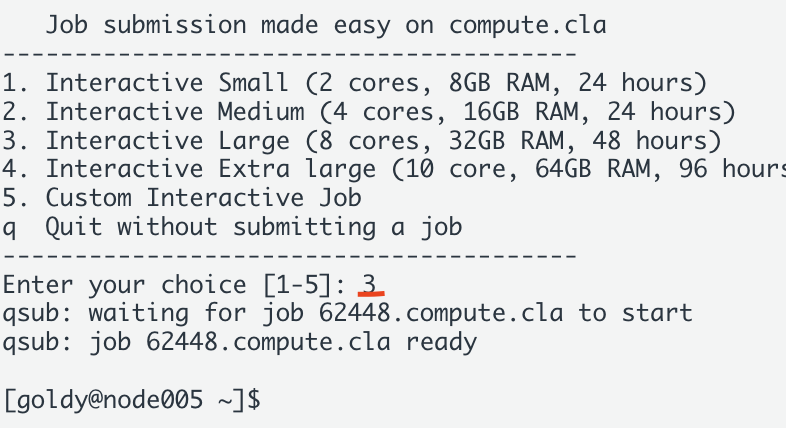 Job submission made easy on compute.cla
----------------------------------------
1. Interactive Small (2 cores, 8GB RAM, 24 hours)
2. Interactive Medium (4 cores, 16GB RAM, 24 hours)
3. Interactive Large (8 cores, 32GB RAM, 48 hours)
4. Interactive Extra large (10 core, 64GB RAM, 96 hours
5. Custom Interactive Job
q  Quit without submitting a job
----------------------------------------
Enter your choice [1-5]: 3
qsub: waiting for job 62448.compute.cla to start
qsub: job 62448.compute.cla ready
[goldy@node005 ~]$